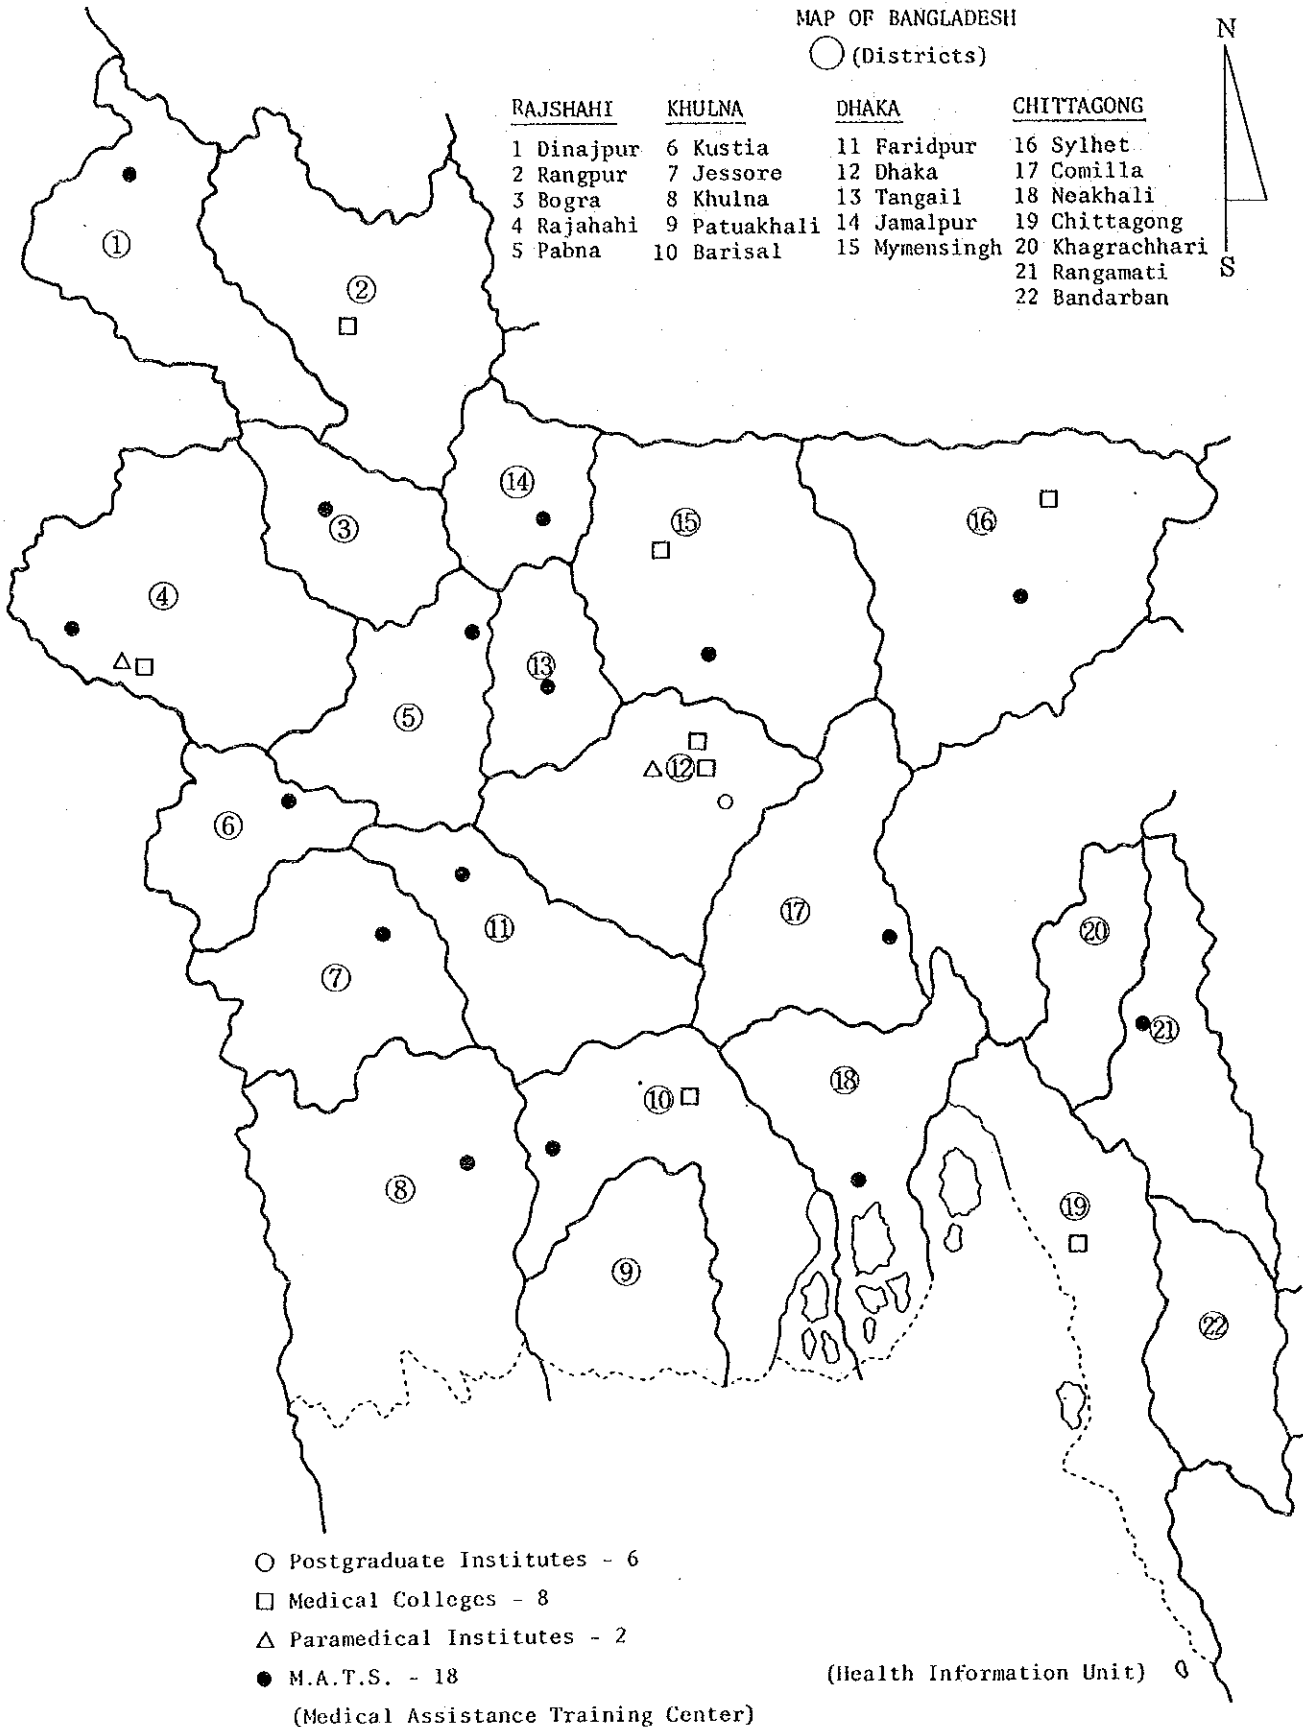 MAP OF BANGLADESH
○ (Districts)
N
S
RAJSHAHI
1 Dinajpur
2 Rangpur
3 Bogra
4 Rajahahi
5 Pabna
KHULNA
6 Kustia
7 Jessore
8 Khulna
9 Patuakhali
10 Barisal
DHAKA
11 Faridpur
12 Dhaka
13 Tangail
14 Jamalpur
15 Mymensingh
CHITTAGONG
16 Sylhet
17 Comilla
18 Neakhali
19 Chittagong
20 Khagrachhari
21 Rangamati
22 Bandarban
①
②
③
⑭
⑮
⑯
④
⑬
⑤
⑫
⑥
⑰
⑪
⑳
⑦
㉑
⑱
⑩
⑧
⑲
⑨
㉒
○ Postgraduate Institutes - 6
□ Medical Colleges - 8
△ Paramedical Institutes - 2
● M.A.T.S. - 18
(Medical Assistance Training Center)
(Health Information Unit)